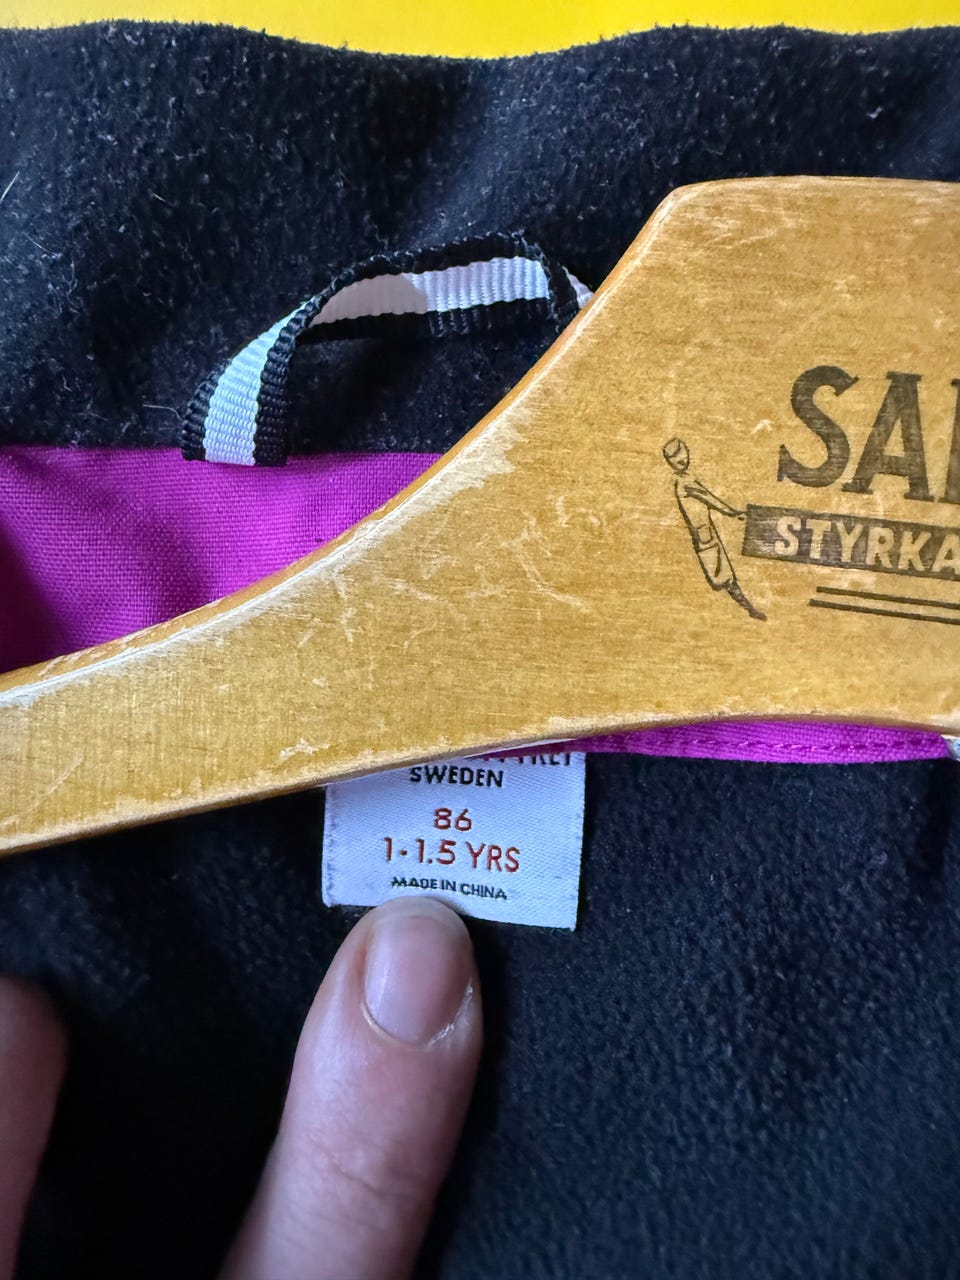 SA
STYRKA
SWEDEN
86
1-1.5 YRS
MADE IN CHINA